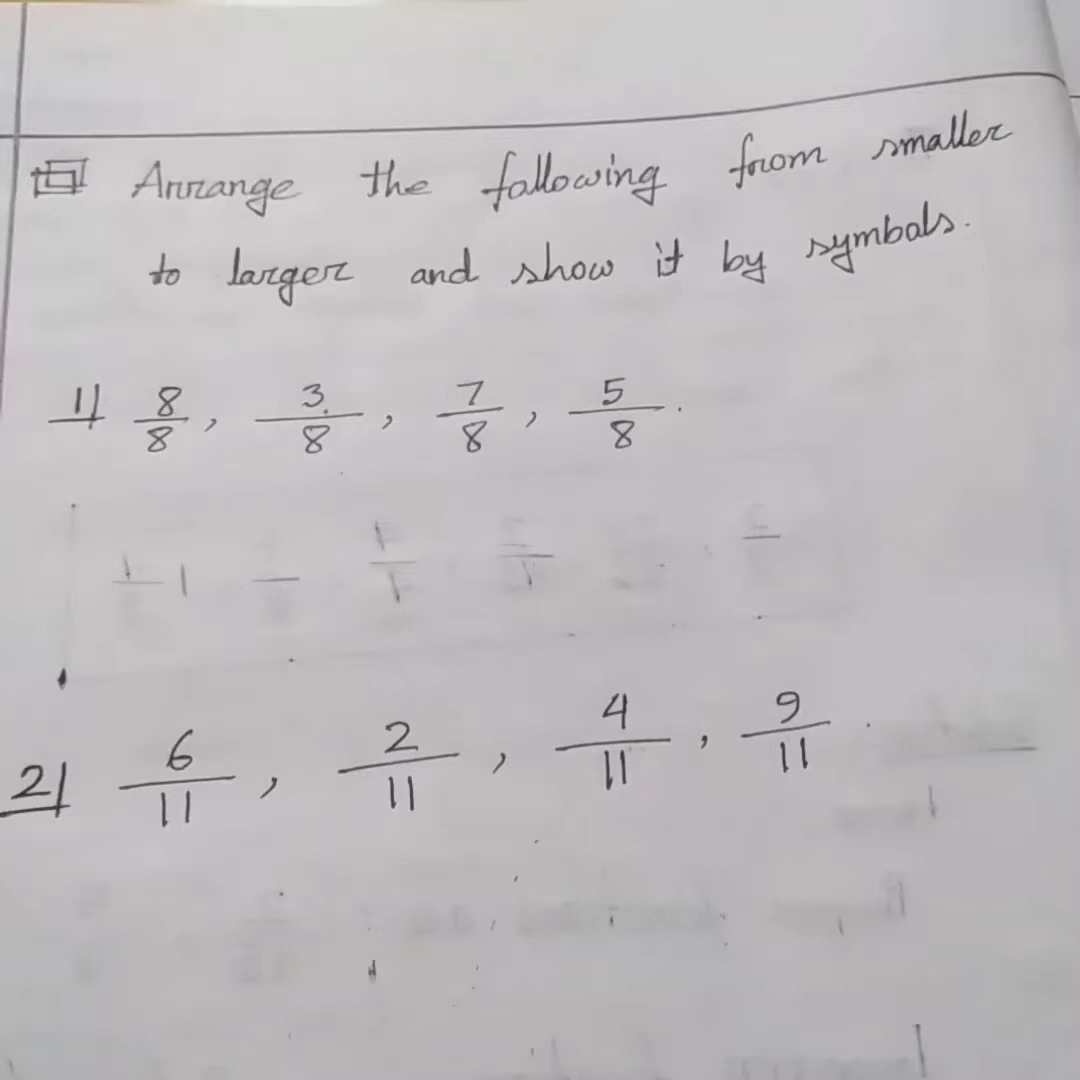 Arrange the following from smaller
to larger and show it by symbols.
1) 8/8, 3/8, 7/8, 5/8.
2) 6/11, 2/11, 4/11, 9/11.